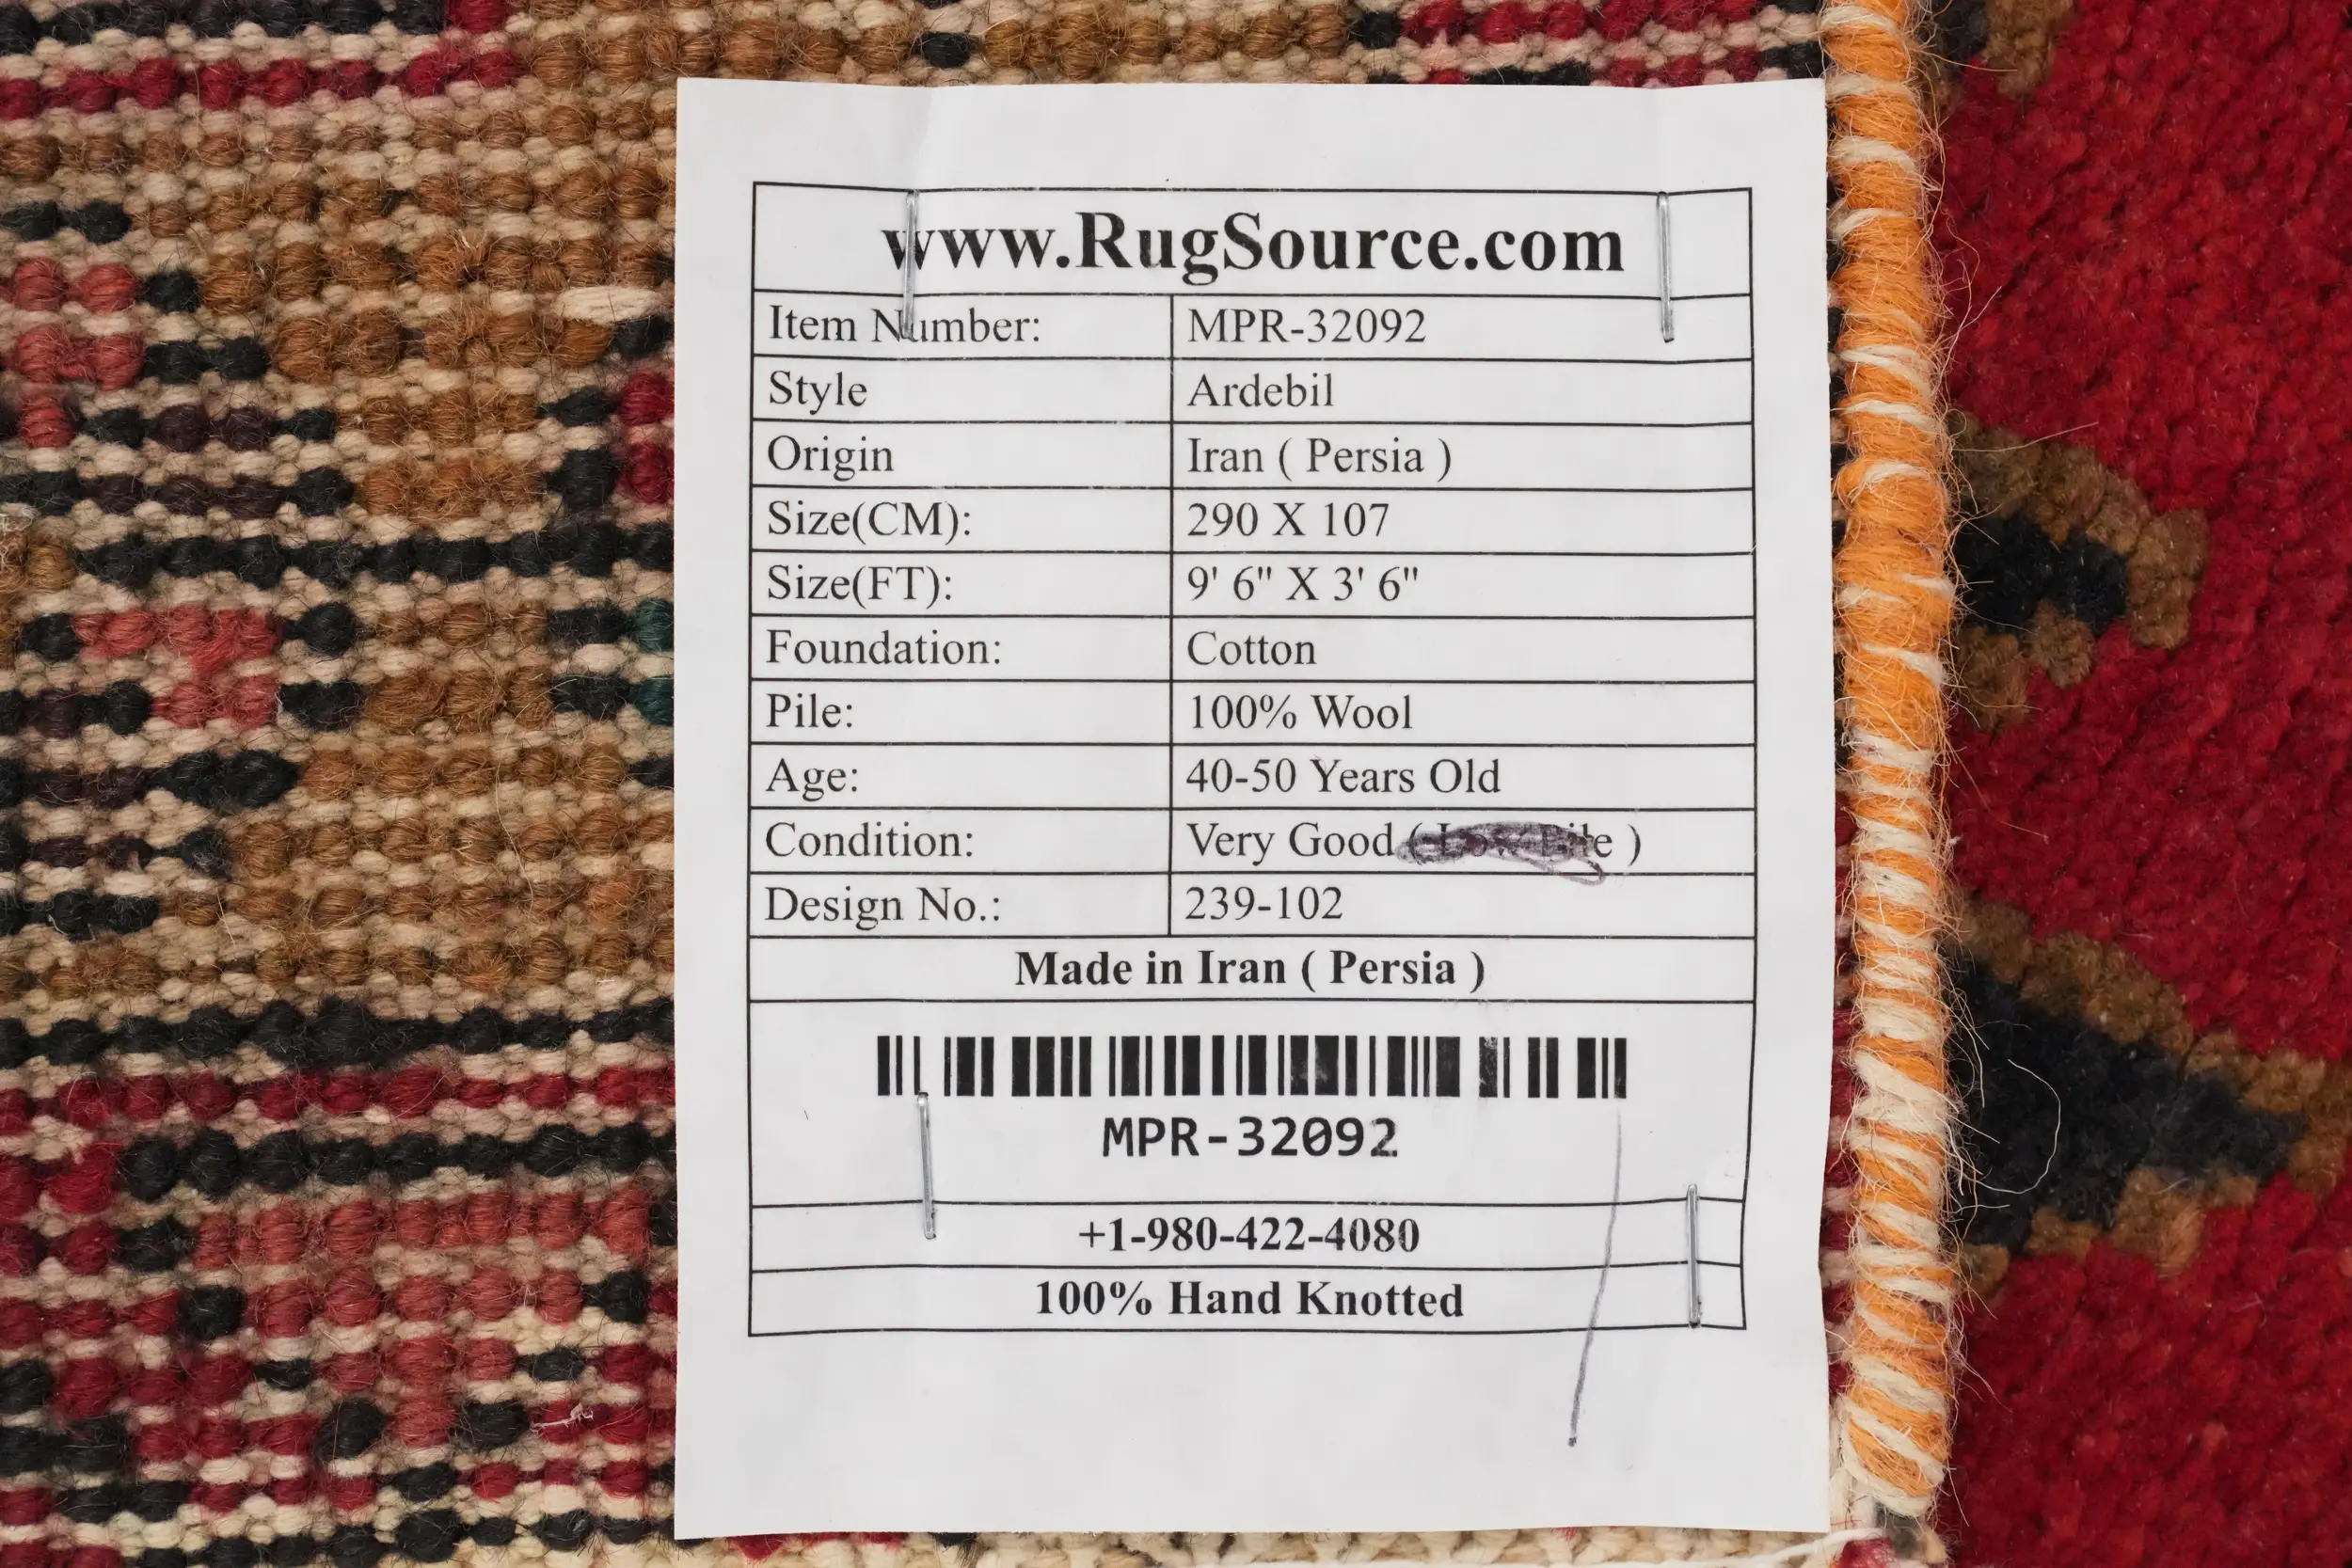 www.RugSource.com
Item Number: MPR-32092
Style Ardebil
Origin Iran ( Persia )
Size(CM): 290 X 107
Size(FT): 9' 6" X 3' 6"
Foundation: Cotton
Pile: 100% Wool
Age: 40-50 Years Old
Condition: Very Good ( Low Pile )
Design No.: 239-102
Made in Iran ( Persia )
MPR-32092
+1-980-422-4080
100% Hand Knotted